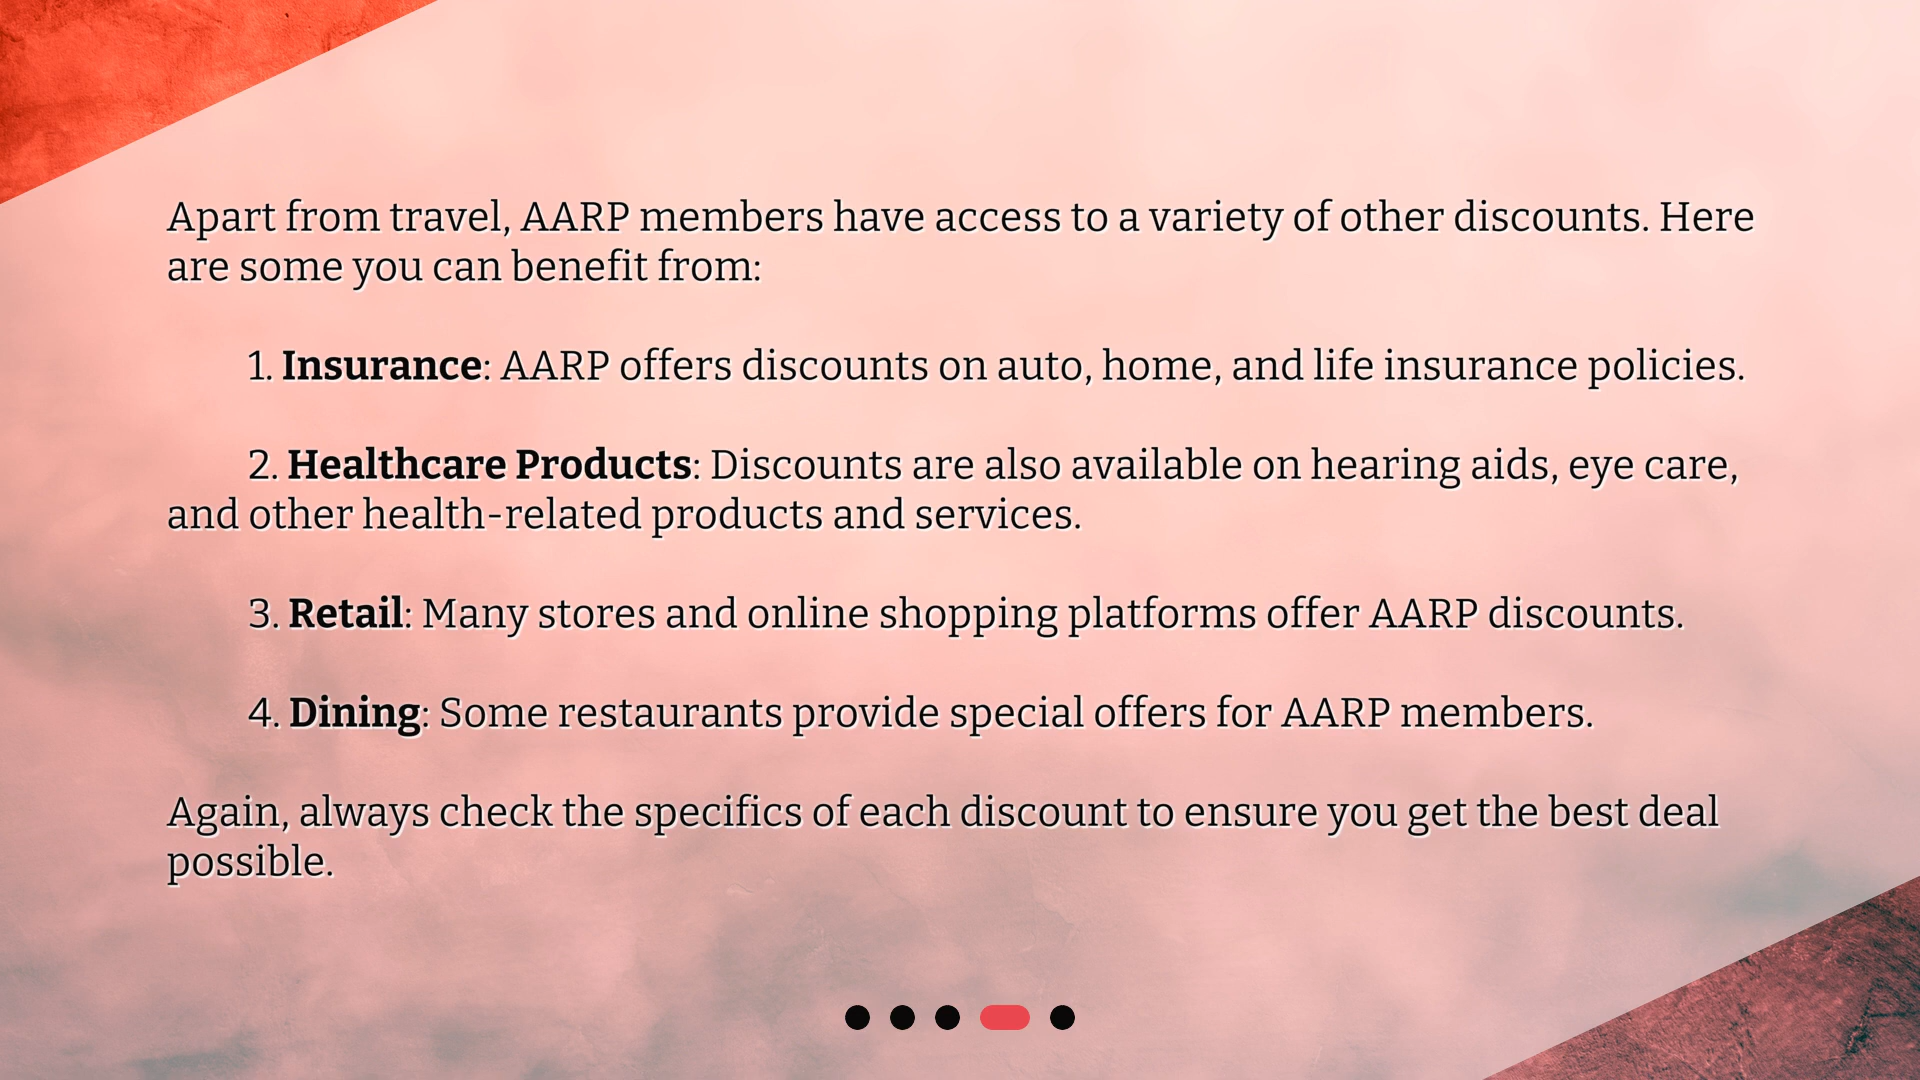 Apart from travel, AARP members have access to a variety of other discounts. Here
are some you can benefit from:
1. Insurance: AARP offers discounts on auto, home, and life insurance policies.
2. Healthcare Products: Discounts are also available on hearing aids, eye care,
and other health-related products and services.
3. Retail: Many stores and online shopping platforms offer AARP discounts.
4. Dining: Some restaurants provide special offers for AARP members.
Again, always check the specifics of each discount to ensure you get the best deal
possible.